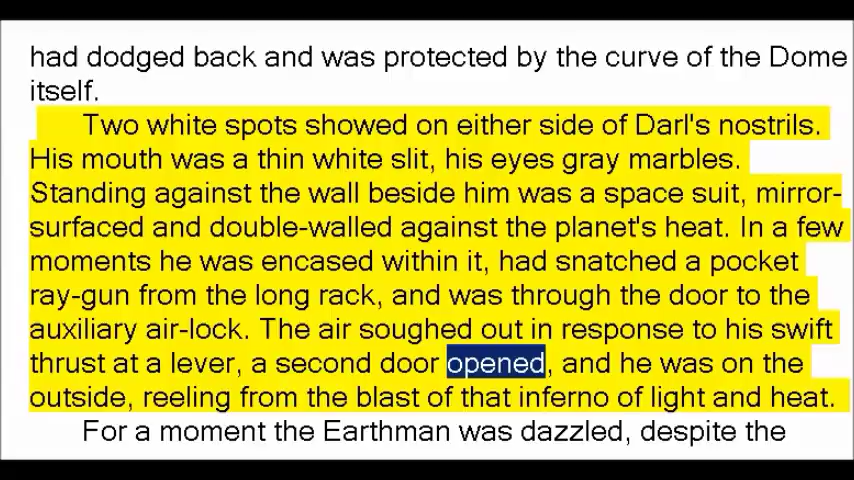 had dodged back and was protected by the curve of the Dome
itself.
Two white spots showed on either side of Darl's nostrils.
His mouth was a thin white slit, his eyes gray marbles.
Standing against the wall beside him was a space suit, mirror-
surfaced and double-walled against the planet's heat. In a few
moments he was encased within it, had snatched a pocket
ray-gun from the long rack, and was through the door to the
auxiliary air-lock. The air soughed out in response to his swift
thrust at a lever, a second door opened, and he was on the
outside, reeling from the blast of that inferno of light and heat.
For a moment the Earthman was dazzled, despite the